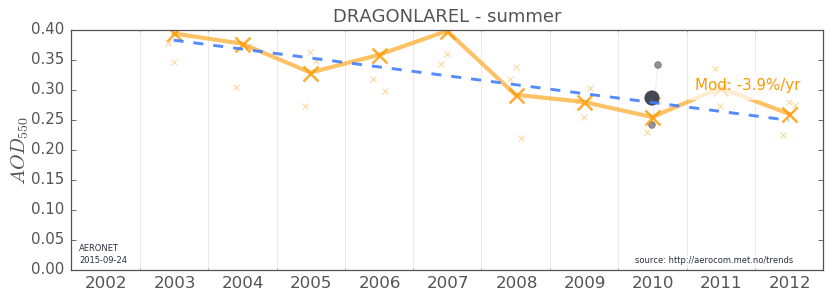 DRAGONLAREL - summer
0.40
0.35
0.30
0.25
0.20
0.15
0.10
0.05
0.00
AOD550
Mod: -3.9%/yr
AERONET
2015-09-24
source: http://aerocom.met.no/trends
2002 2003 2004 2005 2006 2007 2008 2009 2010 2011 2012